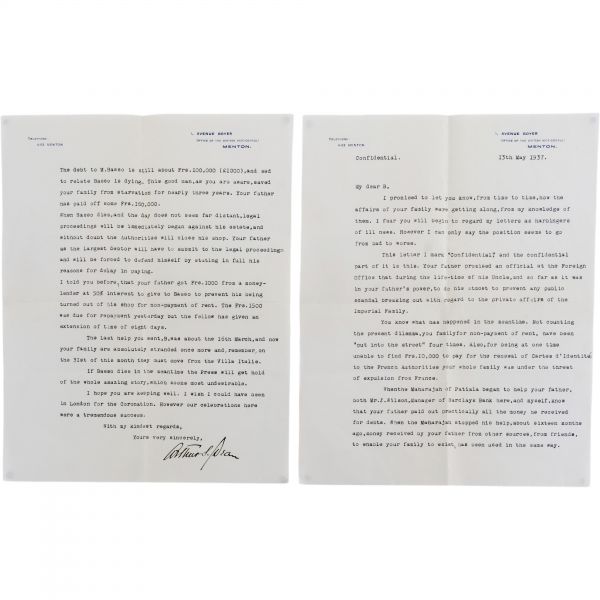 TELEPHONE:
MENTON
1, AVENUE BOYER
MENTON.
The debt to M.Basso is still about Frs.100,000 (£1000),and sad
to relate Basso is dying. This good man,as you are aware,saved
your family from starvation for nearly three years. Your father
has paid off some Frs.150,000.
When Basso dies,and the day does not seem far distant,legal
proceedings will be immediately began against his estate,and
without doubt the Authorities will close his shop. Your father
as the largest Debtor will have to submit to the legal proceedings
and will be forced to defend himself by stating in full his
reasons for delay in paying.
I told you before,that your father got Frs.1000 from a money-
lender at 50% interest to give to Basso to prevent his being
turned out of his shop for non-payment of rent. The Frs.1500
was due for repayment yesterday but the fellow has given an
extension of time of eight days.
The last help you sent,B,was about the 16th March,and now
your family are absolutely stranded once more and,remember,on
the 31st of this month they must move from the Villa Italie.
If Basso dies in the meantime the Press will get hold
of the whole amazing story,which seems most undesirable.
I hope you are keeping well. I wish I could have seen
in London for the Coronation. However our celebrations here
were a tremendous success.
With my kindest regards,
Yours very sincerely,
TELEPHONE:
MENTON
1, AVENUE BOYER
MENTON.
Confidential.
13th May 1937.
My dear B,
I promised to let you know,from time to time,how the
affairs of your family were getting along,from my knowledge of
them. I fear you will begin to regard my letters as harbingers
of ill news. However I can only say the position seems to go
from bad to worse.
This letter I mark "Confidential" and the confidential
part of it is this. Your father promised an official at the Foreign
Office that during the life-time of his Uncle,and so far as it was
in your father's power,to do his utmost to prevent any public
scandal breaking out with regard to the private affairs of the
Imperial Family.
You know what has happened in the meantime. Not counting
the present dilemma,you familyfor non-payment of rent, have been
"put into the street" four times. Also,for being at one time
unable to find Frs.10,000 to pay for the renewal of Cartes d'Identite
to the French Authorities your whole family was under the threat
of expulsion from France.
Whenthe Maharajah of Patiala began to help your father,
both Mr.F.Wilson,Manager of Barclays Bank here,and myself,know
that your father paid out practically all the money he received
for debts. When the Maharajah stopped his help,about sixteen months
ago,money received by your father from other sources,from friends,
to enable your family to exist,has been used in the same way.